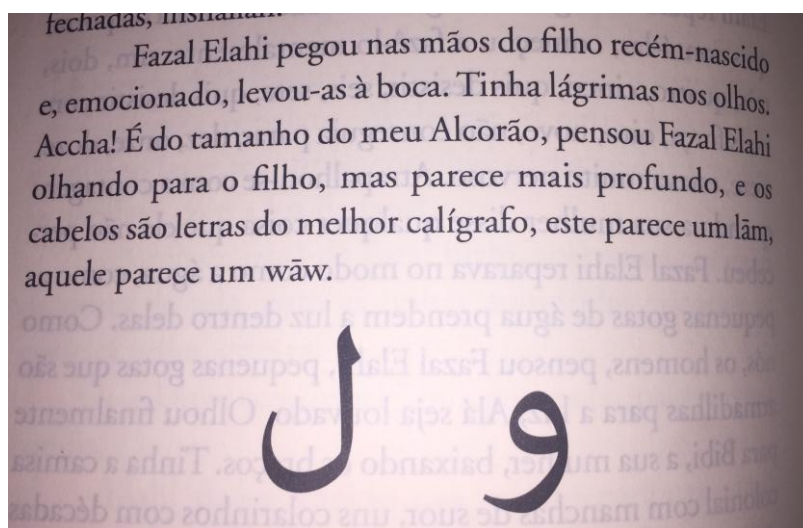 fechadas, inshallah.
Fazal Elahi pegou nas mãos do filho recém-nascido
e, emocionado, levou-as à boca. Tinha lágrimas nos olhos.
Accha! É do tamanho do meu Alcorão, pensou Fazal Elahi
olhando para o filho, mas parece mais profundo, e os
cabelos são letras do melhor calígrafo, este parece um lām,
aquele parece um wāw.
ل و